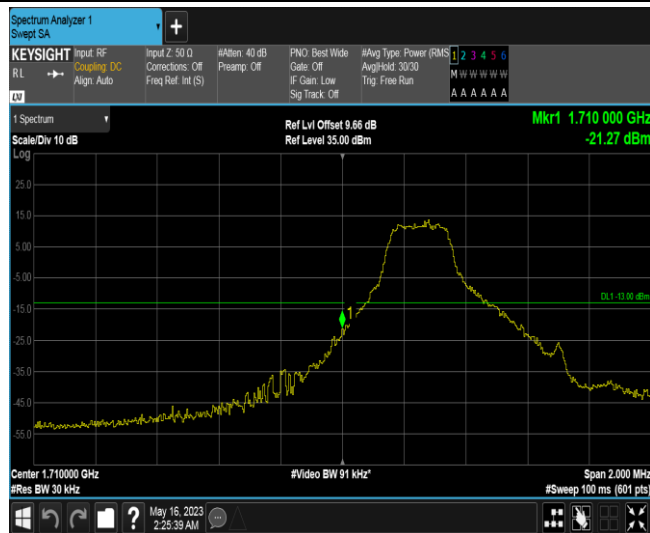 Spectrum Analyzer 1
Swept SA
KEYSIGHT
RL
LXI
Input: RF
Coupling: DC
Align: Auto
Input Z: 50 Ω
Corrections: Off
Freq Ref: Int (S)
#Atten: 40 dB
Preamp: Off
PNO: Best Wide
Gate: Off
IF Gain: Low
Sig Track: Off
#Avg Type: Power (RMS
Avg|Hold: 30/30
Trig: Free Run
1 2 3 4 5 6
M W W W W W
A A A A A A
1 Spectrum
Scale/Div 10 dB
Ref Lvl Offset 9.66 dB
Ref Level 35.00 dBm
Mkr1 1.710 000 GHz
-21.27 dBm
Log
25.0
15.0
5.00
-5.00
DL1 -13.00 dBm
-15.0
1
-25.0
-35.0
-45.0
-55.0
Center 1.710000 GHz
#Video BW 91 kHz*
Span 2.000 MHz
#Res BW 30 kHz
#Sweep 100 ms (601 pts)
?
May 16, 2023
2:25:39 AM